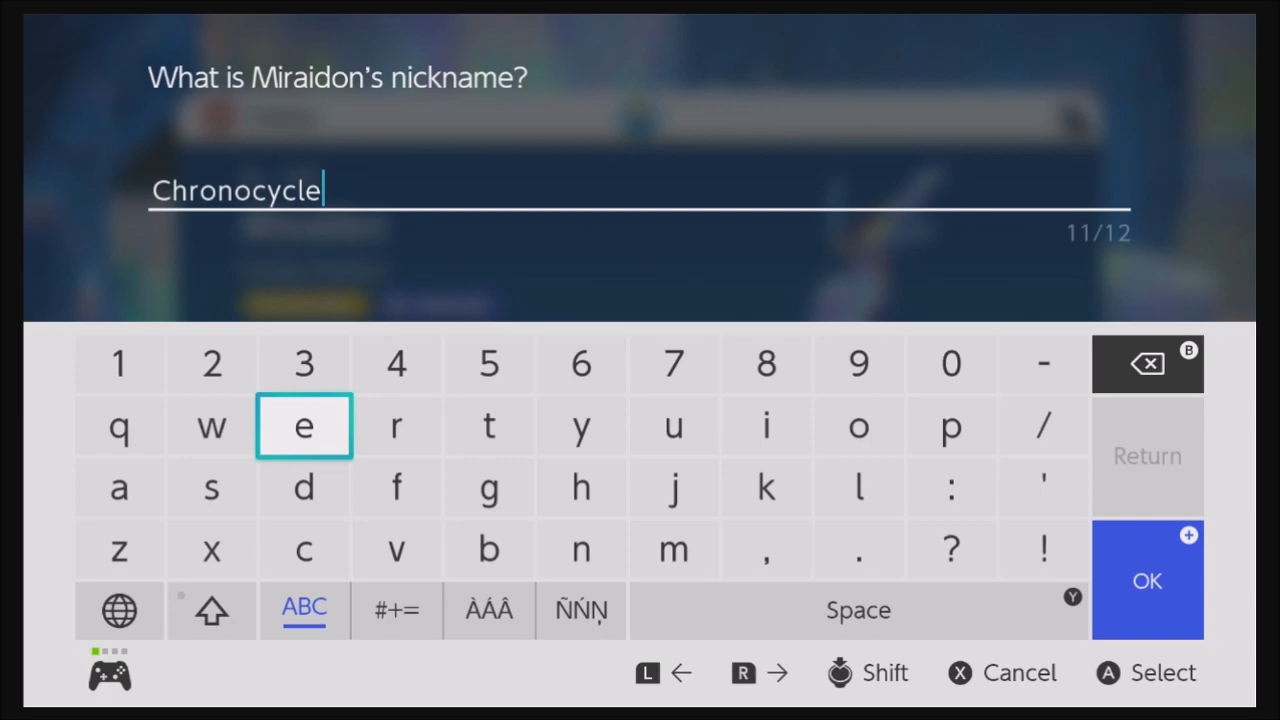 What is Miraidon's nickname?
Chronocycle
11/12
1 2 3 4 5 6 7 8 9 0 - B
q w e r t y u i o p /
Return
a s d f g h j k l : '
z x c v b n m , . ? ! +
OK
ABC #+= ÀÁÂ ÑŃŅ Space Y
L ← R → Shift X Cancel A Select